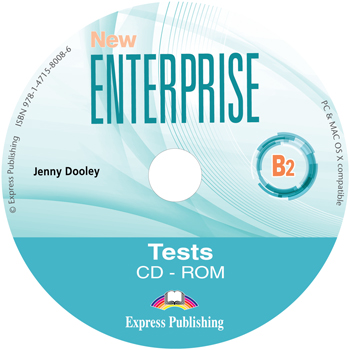 New
ENTERPRISE
B2
Jenny Dooley
© Express Publishing ISBN 978-1-4715-8008-6
PC & MAC OS X compatible
Tests
CD - ROM
Express Publishing